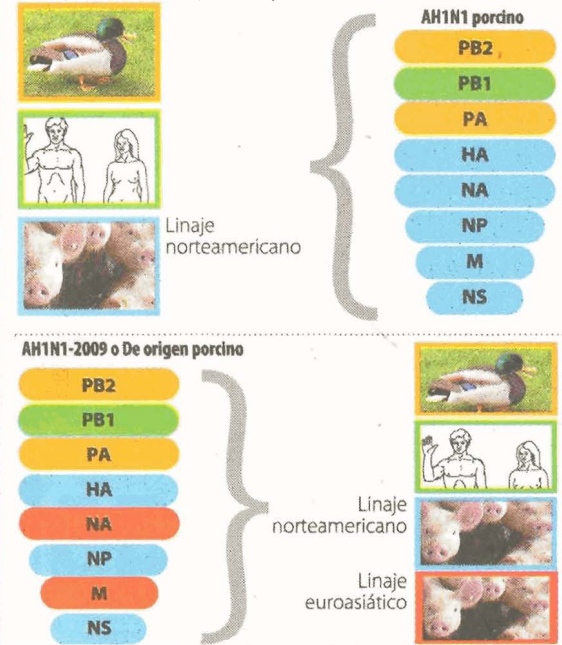 AH1N1 porcino
PB2
PB1
PA
HA
NA
NP
M
NS
Linaje
norteamericano
AH1N1-2009 o De origen porcino
PB2
PB1
PA
HA
NA
NP
M
NS
Linaje
norteamericano
Linaje
euroasiático